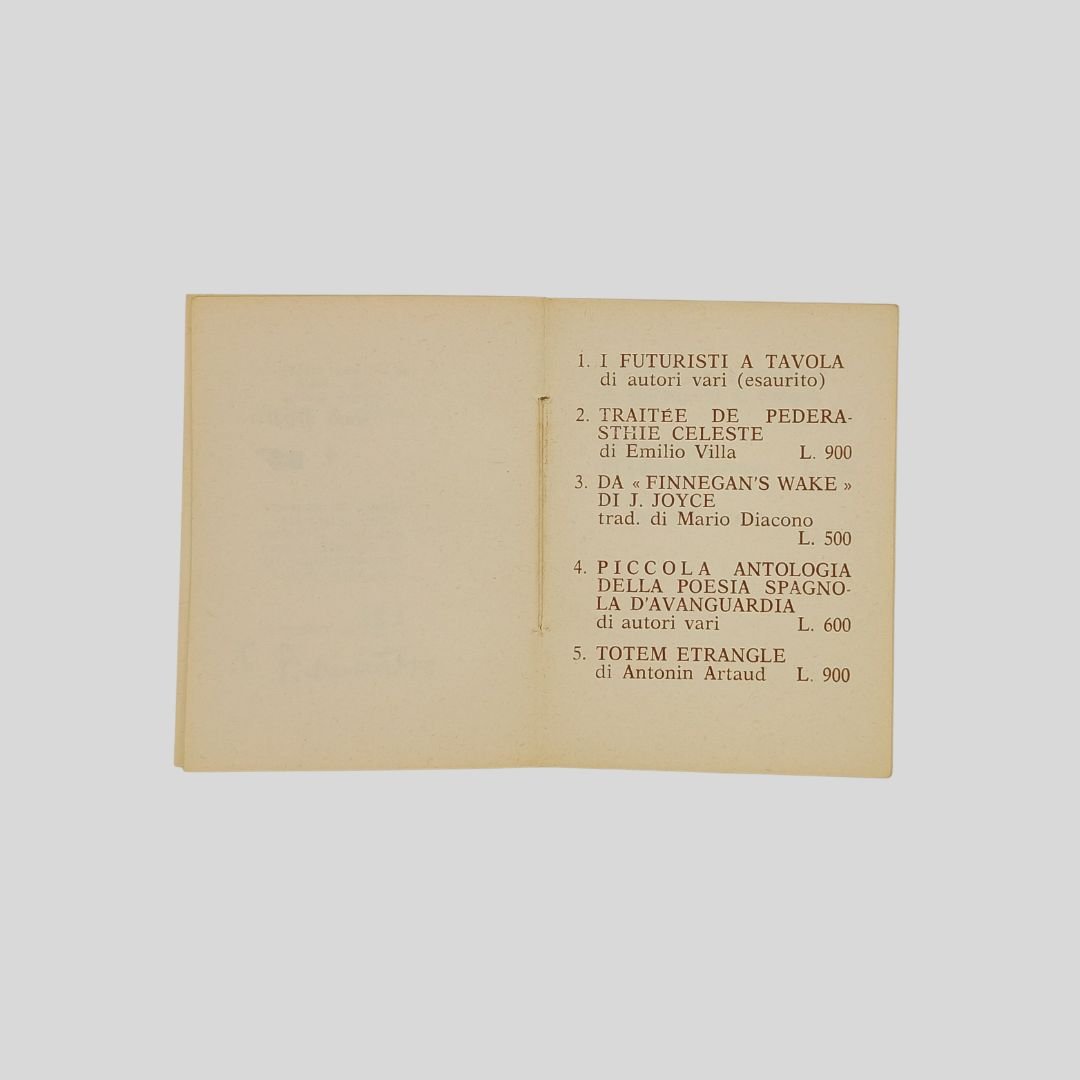 1. I FUTURISTI A TAVOLA
di autori vari (esaurito)
2. TRAITÉE DE PEDERA-
STHIE CELESTE
di Emilio Villa L. 900
3. DA « FINNEGAN'S WAKE »
DI J. JOYCE
trad. di Mario Diacono
L. 500
4. PICCOLA ANTOLOGIA
DELLA POESIA SPAGNO-
LA D'AVANGUARDIA
di autori vari L. 600
5. TOTEM ETRANGLE
di Antonin Artaud L. 900